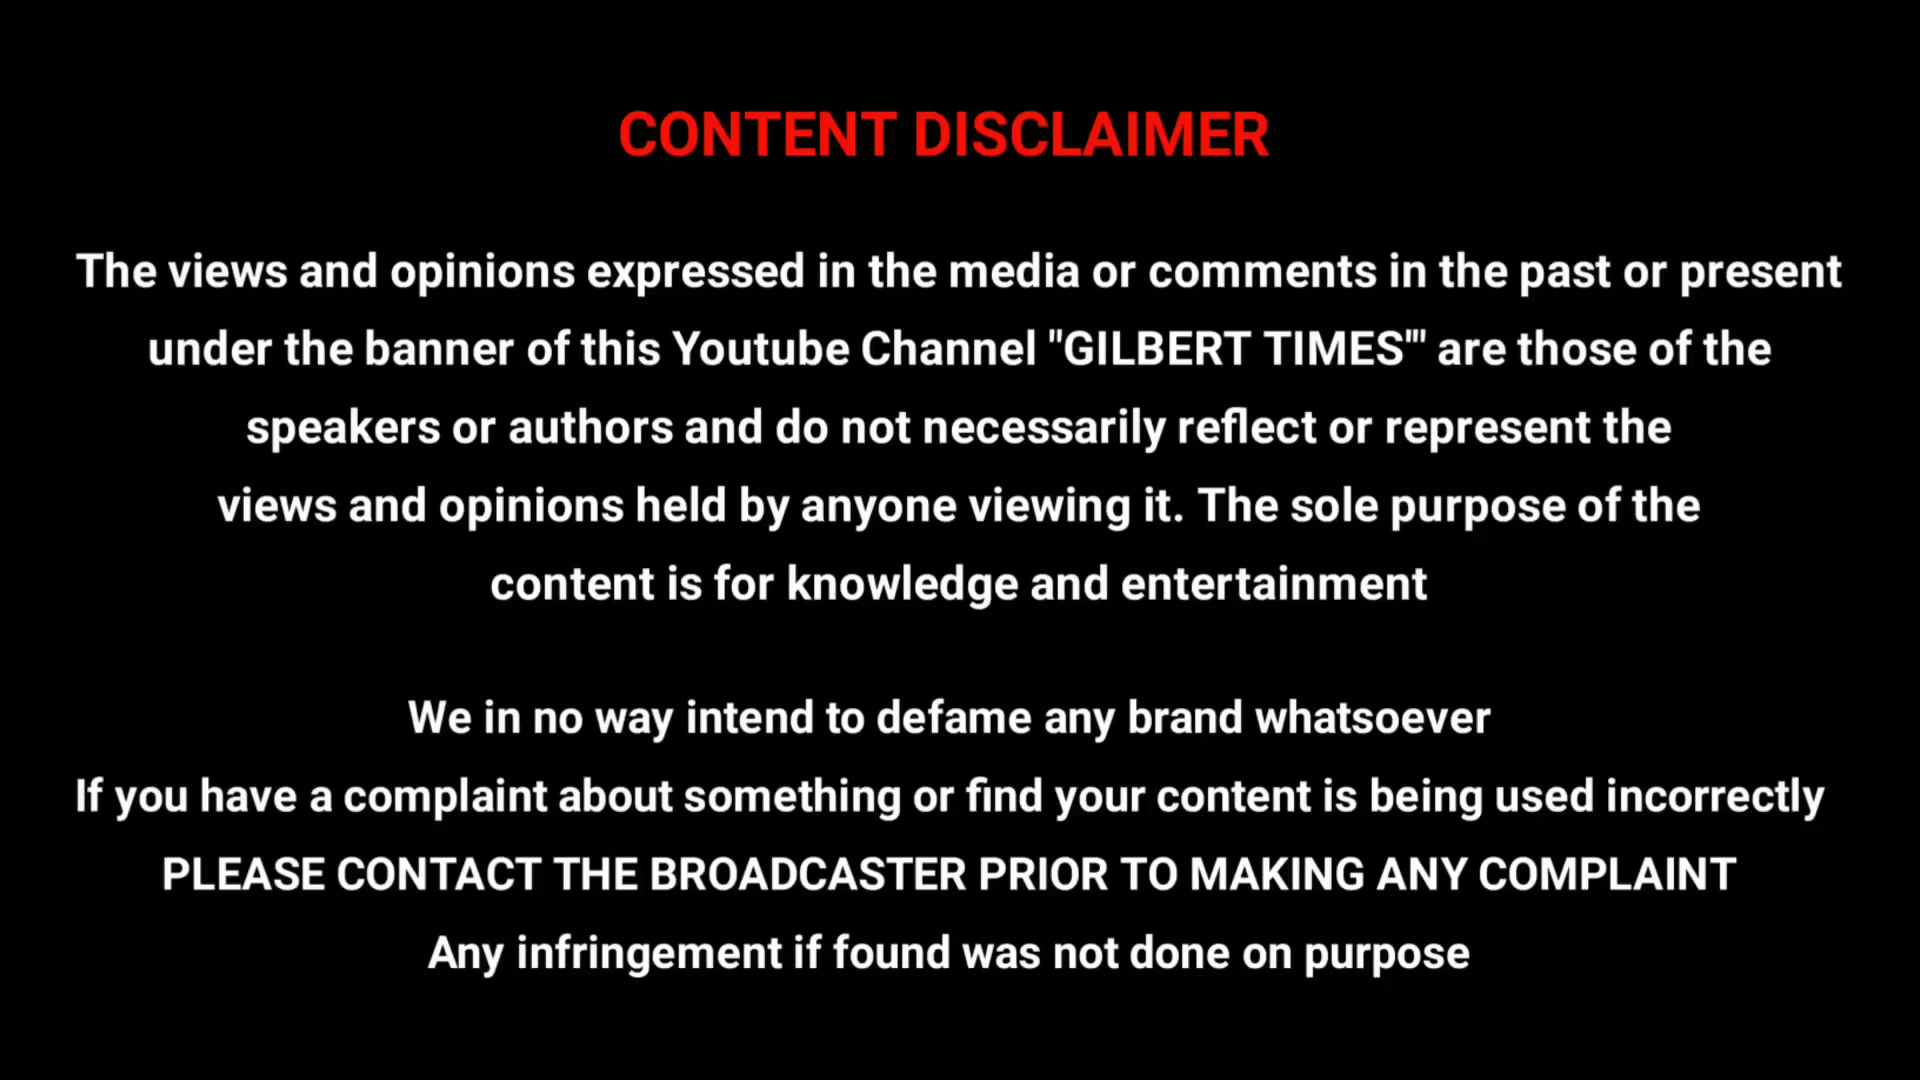 CONTENT DISCLAIMER
The views and opinions expressed in the media or comments in the past or present
under the banner of this Youtube Channel "GILBERT TIMES"' are those of the
speakers or authors and do not necessarily reflect or represent the
views and opinions held by anyone viewing it. The sole purpose of the
content is for knowledge and entertainment
We in no way intend to defame any brand whatsoever
If you have a complaint about something or find your content is being used incorrectly
PLEASE CONTACT THE BROADCASTER PRIOR TO MAKING ANY COMPLAINT
Any infringement if found was not done on purpose